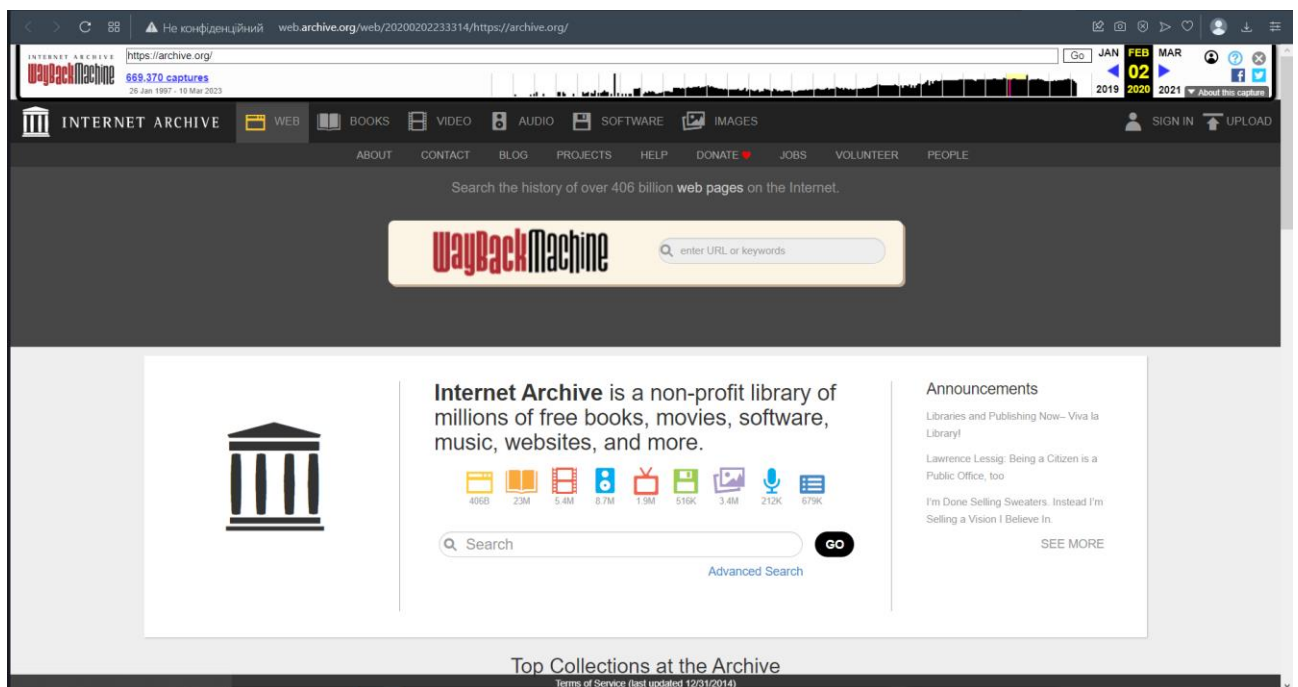 Не конфіденційний web.archive.org/web/20200202233314/https://archive.org/
INTERNET ARCHIVE
WayBackMachine
https://archive.org/
Go
JAN FEB MAR
669,370 captures
02
26 Jan 1997 - 10 Mar 2023
2019 2020 2021
About this capture
INTERNET ARCHIVE WEB BOOKS VIDEO AUDIO SOFTWARE IMAGES SIGN IN UPLOAD
ABOUT CONTACT BLOG PROJECTS HELP DONATE JOBS VOLUNTEER PEOPLE
Search the history of over 406 billion web pages on the Internet.
WayBackMachine
enter URL or keywords
Internet Archive is a non-profit library of
millions of free books, movies, software,
music, websites, and more.
406B 23M 5.4M 8.7M 1.9M 516K 3.4M 212K 679K
Search
GO
Advanced Search
Announcements
Libraries and Publishing Now– Viva la
Library!
Lawrence Lessig: Being a Citizen is a
Public Office, too
I'm Done Selling Sweaters. Instead I'm
Selling a Vision I Believe In.
SEE MORE
Top Collections at the Archive
Terms of Service (last updated 12/31/2014)